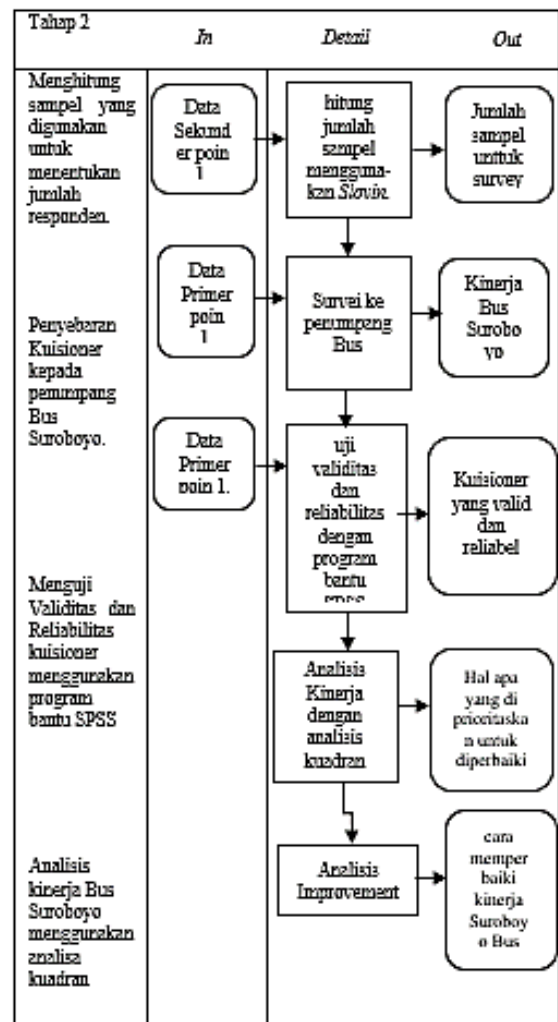 Tahap 2
In
Detail
Out
Menghitung
sampel yang
digunakan
untuk
menentukan
jumlah
responden.
Data
Sekund
er poin
1
hitung
jumlah
sampel
mengguna-
kan Slovin.
Jumlah
sampel
unttuk
survey
Penyebaran
Kuisioner
kepada
penumpang
Bus
Suroboyo.
Data
Primer
poin
1
Survei ke
penumpang
Bus
Kinerja
Bus
Surobo
yo
Data
Primer
poin 1.
uji
validitas
dan
reliabilitas
dengan
program
bantu
SPSS
Kuisioner
yang valid
dan
reliabel
Menguji
Validitas dan
Reliabilitas
kuisioner
menggunakan
program
bantu SPSS
Analisis
Kinerja
dengan
analisis
kuadran
Hal apa
yang di
prioritaska
n untuk
diperbaiki
Analisis
kinerja Bus
Suroboyo
menggunakan
analisa
kuadran
Analisis
Improvement
cara
memper
baiki
kinerja
Suroboy
o Bus